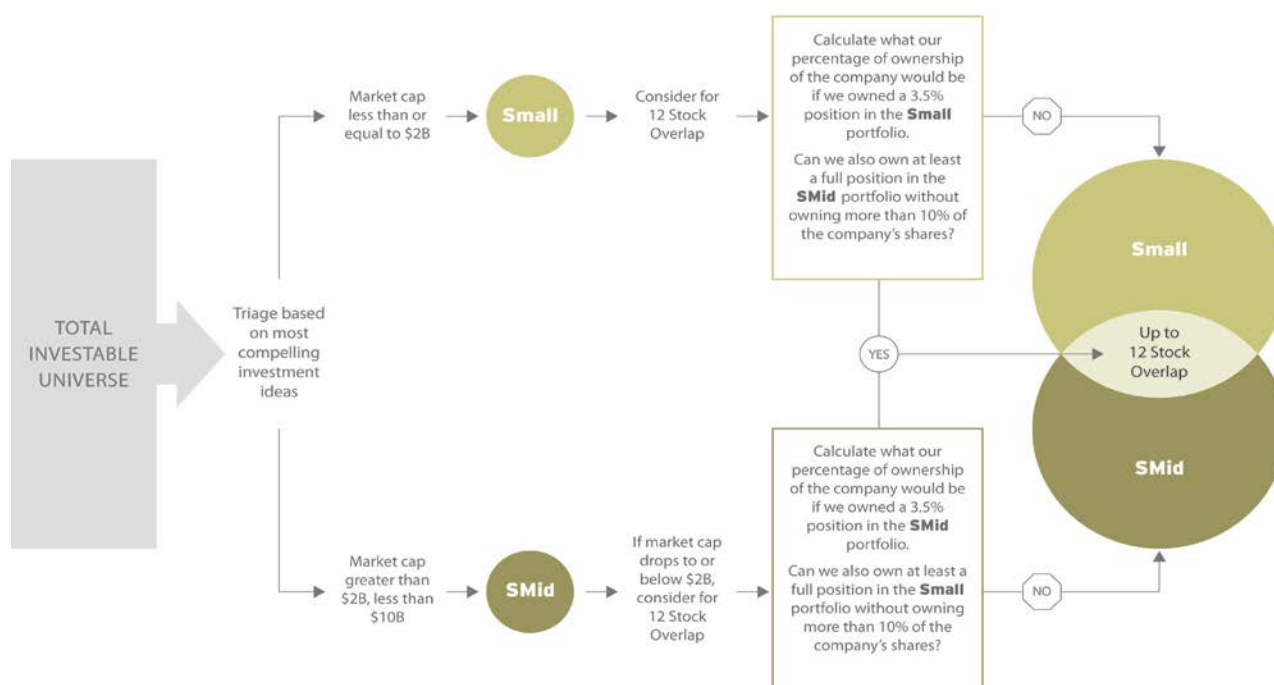 TOTAL
INVESTABLE
UNIVERSE
Triage based
on most
compelling
investment
ideas
Market cap
less than or
equal to $2B
Small
Consider for
12 Stock
Overlap
Calculate what our
percentage of ownership
of the company would be
if we owned a 3.5%
position in the Small
portfolio.
Can we also own at least
a full position in the
SMid portfolio without
owning more than 10% of
the company's shares?
NO
YES
Small
Up to
12 Stock
Overlap
SMid
Market cap
greater than
$2B, less than
$10B
SMid
If market cap
drops to or
below $2B,
consider for
12 Stock
Overlap
Calculate what our
percentage of ownership
of the company would be
if we owned a 3.5%
position in the SMid
portfolio.
Can we also own at least a
full position in the Small
portfolio without owning
more than 10% of the
company's shares?
NO